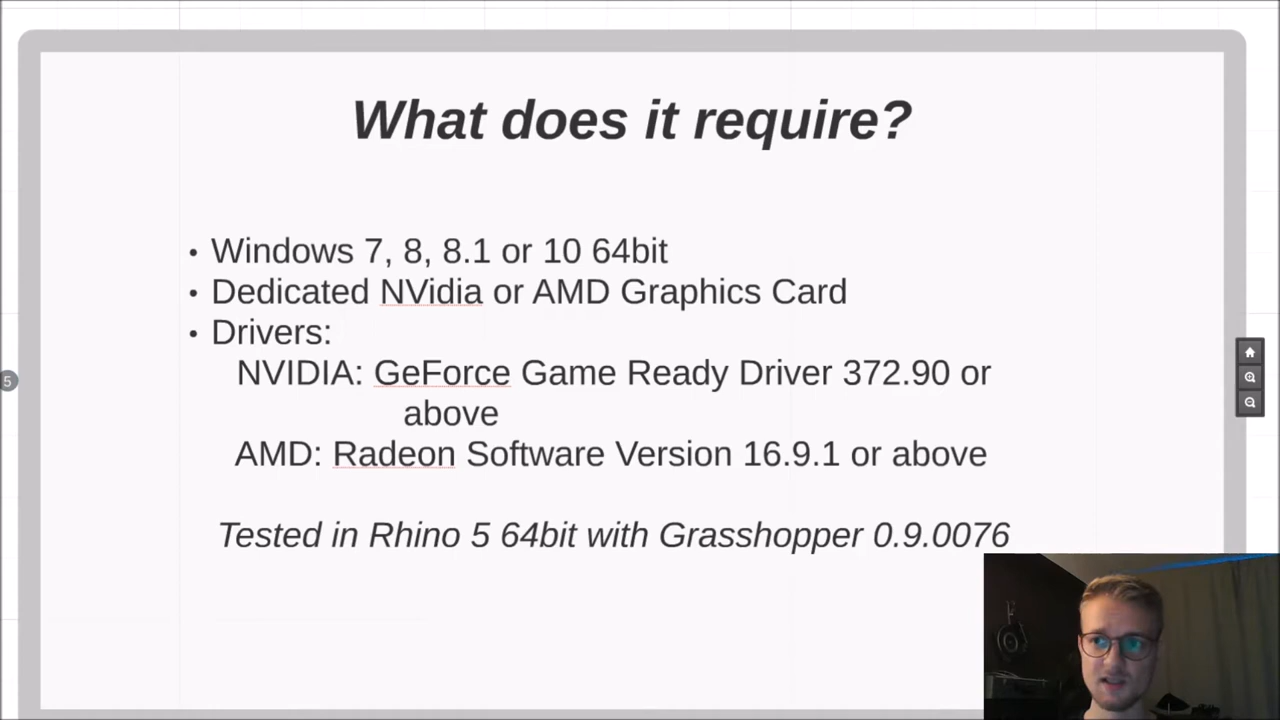 What does it require?
• Windows 7, 8, 8.1 or 10 64bit
• Dedicated NVidia or AMD Graphics Card
• Drivers:
NVIDIA: GeForce Game Ready Driver 372.90 or
above
AMD: Radeon Software Version 16.9.1 or above
Tested in Rhino 5 64bit with Grasshopper 0.9.0076
5